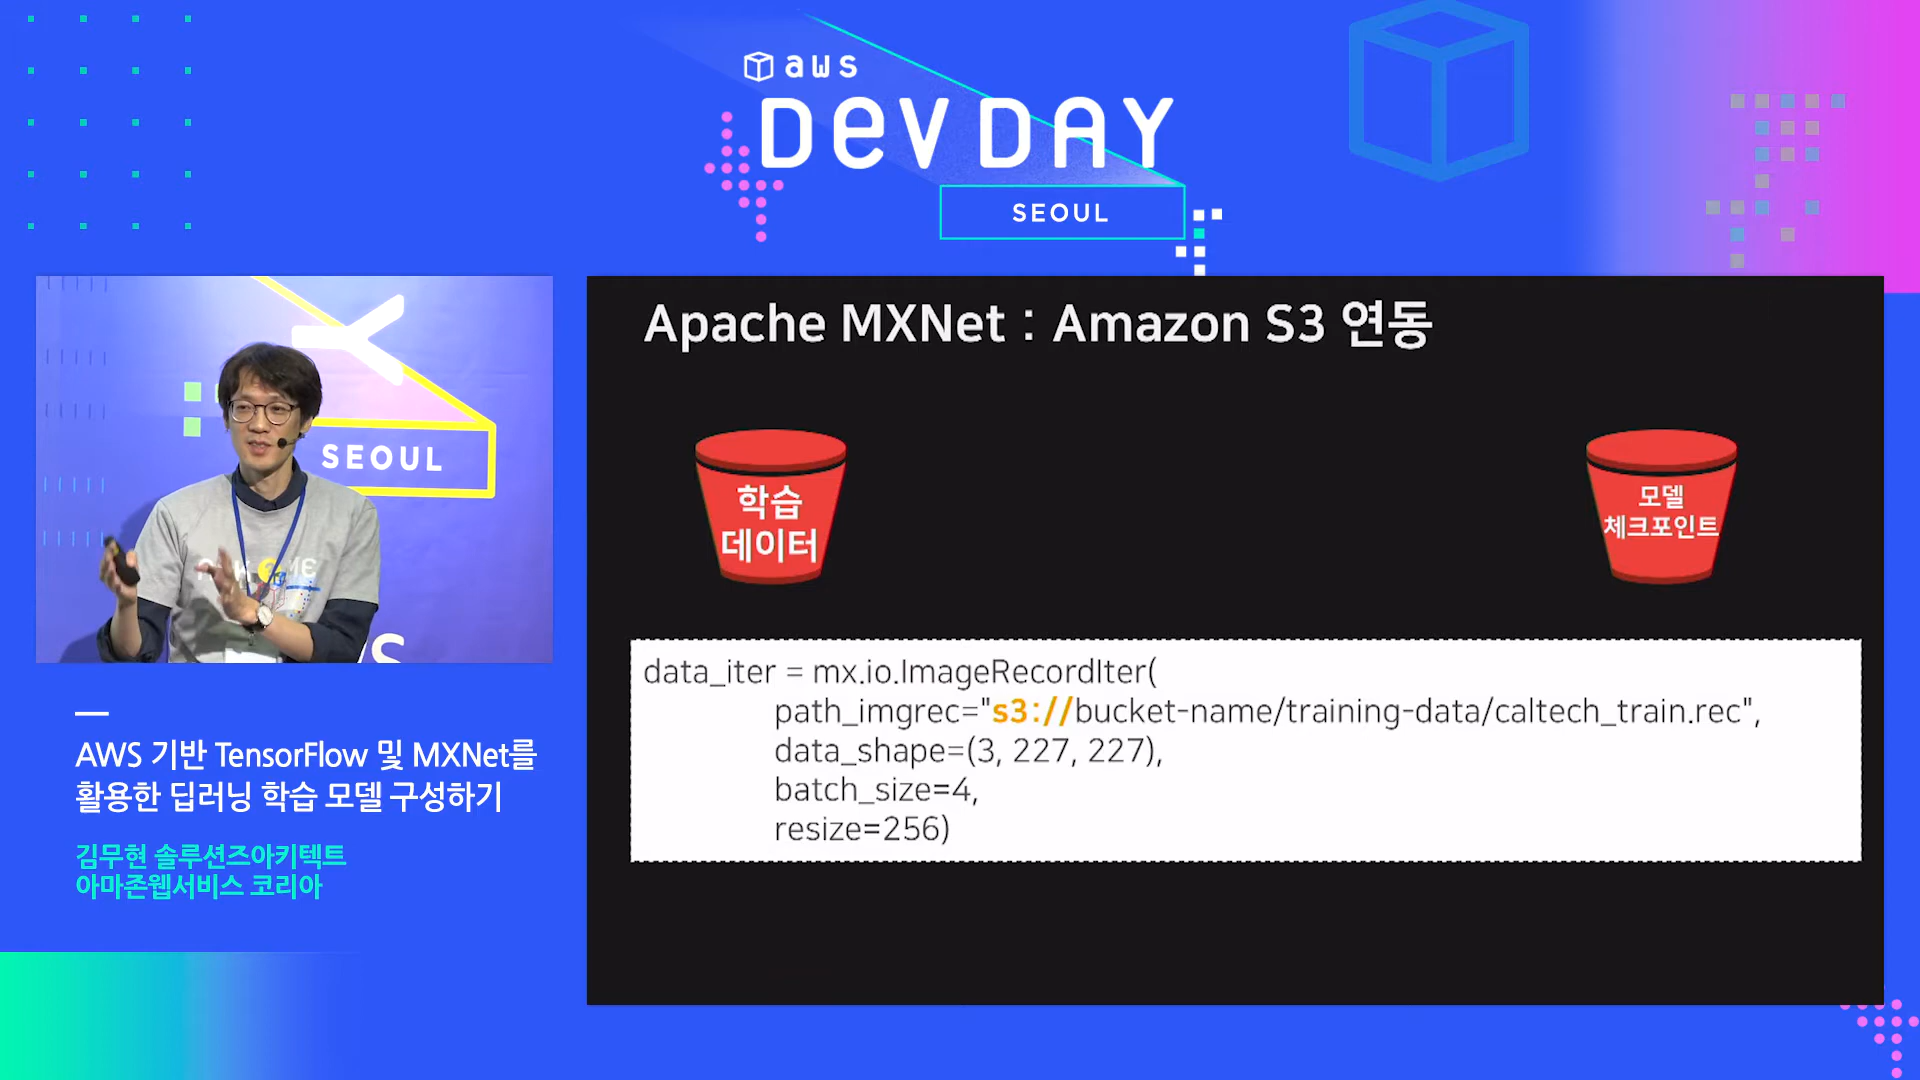 aws
DEV DAY
SEOUL
SEOUL
AWS 기반 TensorFlow 및 MXNet를
활용한 딥러닝 학습 모델 구성하기
김무현 솔루션즈아키텍트
아마존웹서비스 코리아
Apache MXNet : Amazon S3 연동
학습
데이터
모델
체크포인트
data_iter = mx.io.ImageRecordIter(
path_imgrec="s3://bucket-name/training-data/caltech_train.rec",
data_shape=(3, 227, 227),
batch_size=4,
resize=256)